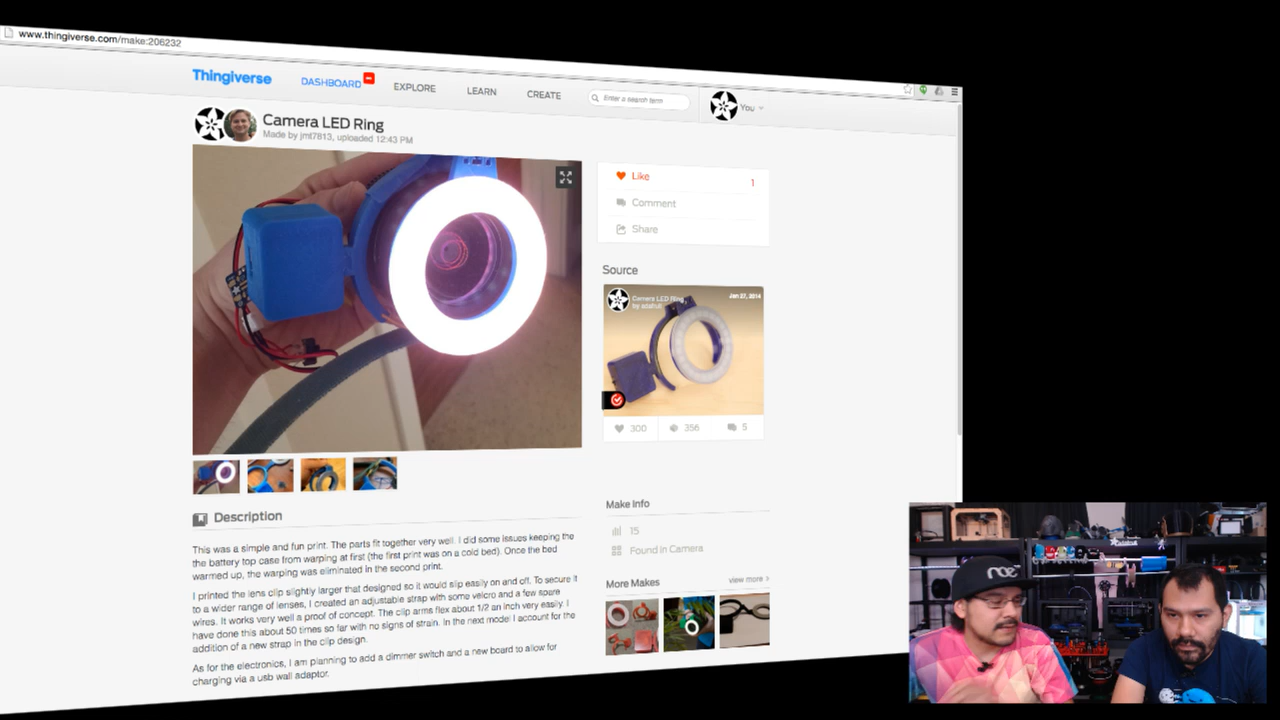 www.thingiverse.com/make:206232
Thingiverse
DASHBOARD
EXPLORE
LEARN
CREATE
Enter a search term
You
Camera LED Ring
Made by jmt7813, uploaded 12:43 PM
Like
1
Comment
Share
Source
Camera LED Ring
by adafruit
Jan 27, 2014
300
356
5
Description
This was a simple and fun print. The parts fit together very well. I did some issues keeping the
battery top case from warping at first (the first print was on a cold bed). Once the bed
warmed up, the warping was eliminated in the second print.
I printed the lens clip slightly larger that designed so it would slip easily on and off. To secure it
to a wider range of lenses, I created an adjustable strap with some velcro and a few spare
wires. It works very well a proof of concept. The clip arms flex about 1/2 an inch very easily. I
have done this about 50 times so far with no signs of strain. In the next model I account for the
addition of a new strap in the clip design.
As for the electronics, I am planning to add a dimmer switch and a new board to allow for
charging via a usb wall adaptor.
Make Info
15
Found in Camera
More Makes
view more >
noe